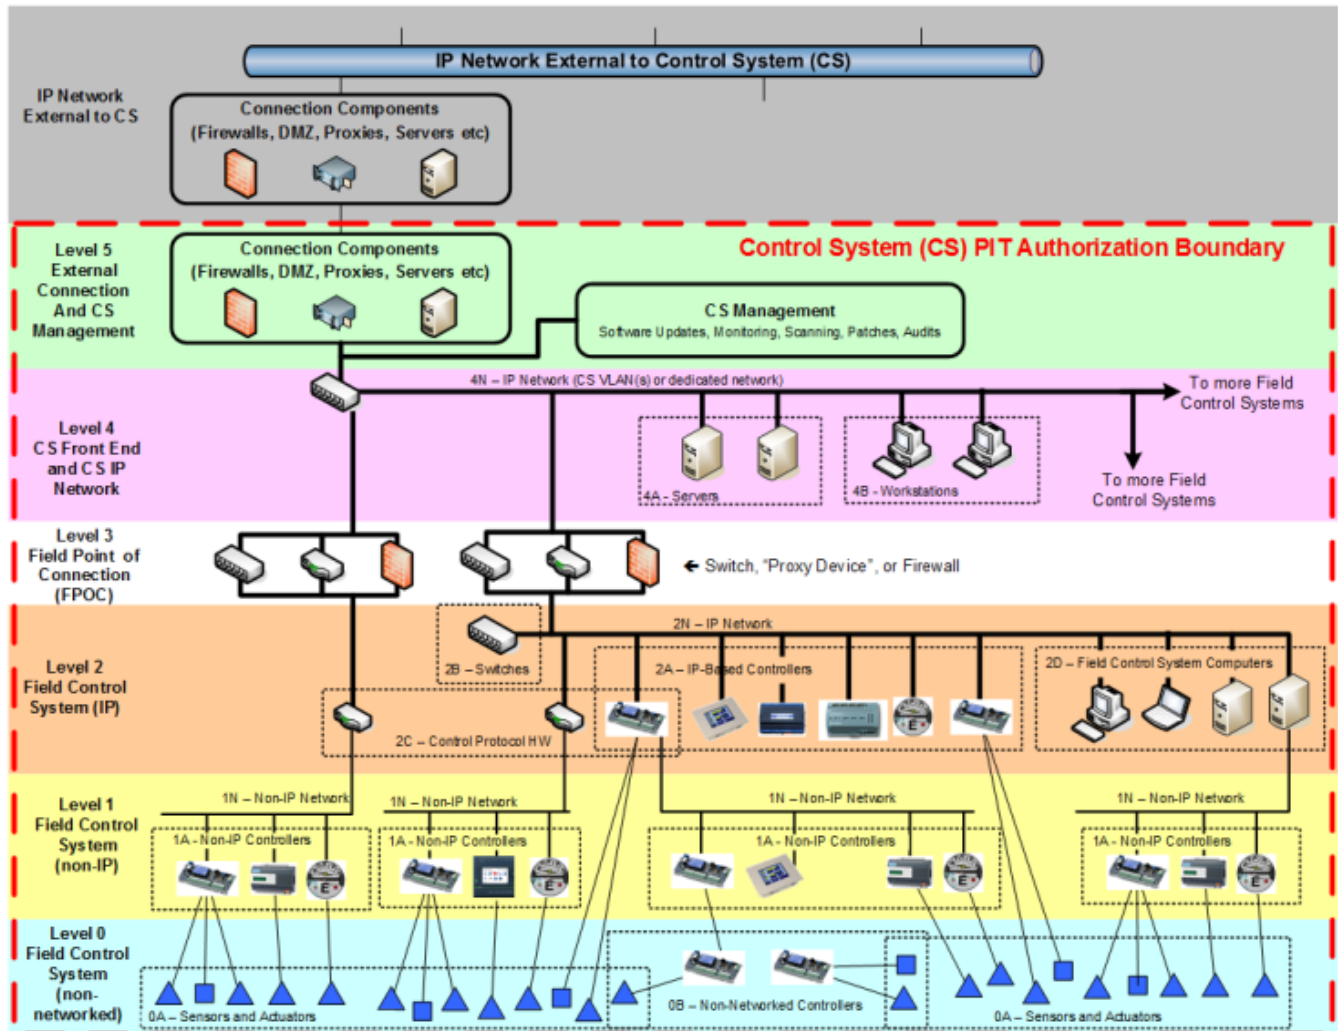 IP Network External to Control System (CS)
IP Network
External to CS
Connection Components
(Firewalls, DMZ, Proxies, Servers etc)
Level 5
External
Connection
And CS
Management
Connection Components
(Firewalls, DMZ, Proxies, Servers etc)
Control System (CS) PIT Authorization Boundary
CS Management
Software Updates, Monitoring, Scanning, Patches, Audits
4N – IP Network (CS VLAN(s) or dedicated network)
To more Field
Control Systems
Level 4
CS Front End
and CS IP
Network
4A - Servers
4B - Workstations
To more Field
Control Systems
Level 3
Field Point of
Connection
(FPOC)
Switch, "Proxy Device", or Firewall
Level 2
Field Control
System (IP)
2N – IP Network
2B – Switches
2A – IP-Based Controllers
2D – Field Control System Computers
2C – Control Protocol HW
Level 1
Field Control
System
(non-IP)
1N – Non-IP Network
1N – Non-IP Network
1N – Non-IP Network
1N – Non-IP Network
1A - Non-IP Controllers
1A - Non-IP Controllers
1A - Non-IP Controllers
1A - Non-IP Controllers
E
E
E
E
E
Level 0
Field Control
System
(non-
networked)
0A – Sensors and Actuators
0B – Non-Networked Controllers
0A – Sensors and Actuators